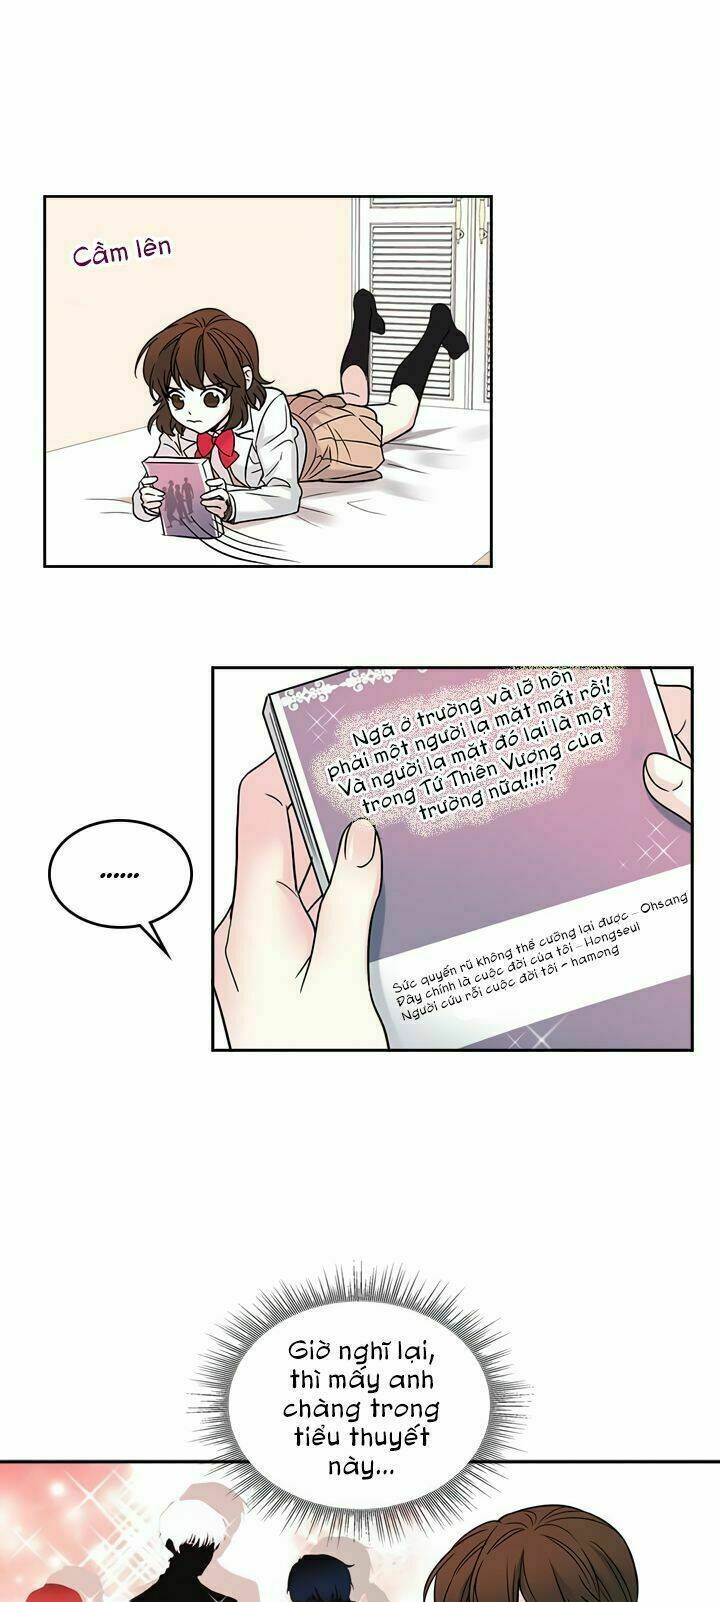 Cầm lên
Ngã ở trường và lỡ hôn
phải một người lạ mặt mất rồi!
Và người lạ mặt đó lại là một
trong Tứ Thiên Vương của
trường nữa!!!!?
......
Sức quyến rũ không thể cưỡng lại được - Ohsang
Đây chính là cuộc đời của tôi - Hongseul
Người cứu rỗi cuộc đời tôi - hamong
Giờ nghĩ lại,
thì mấy anh
chàng trong
tiểu thuyết
này...